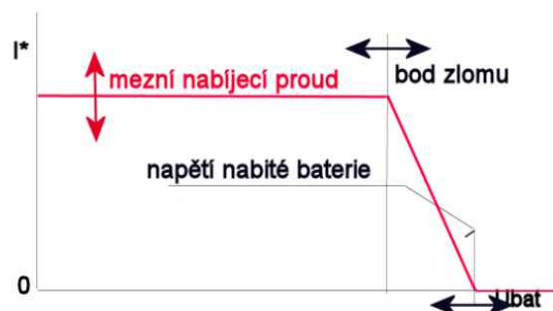 I*
mezní nabíjecí proud
bod zlomu
napětí nabité baterie
0
Ubat